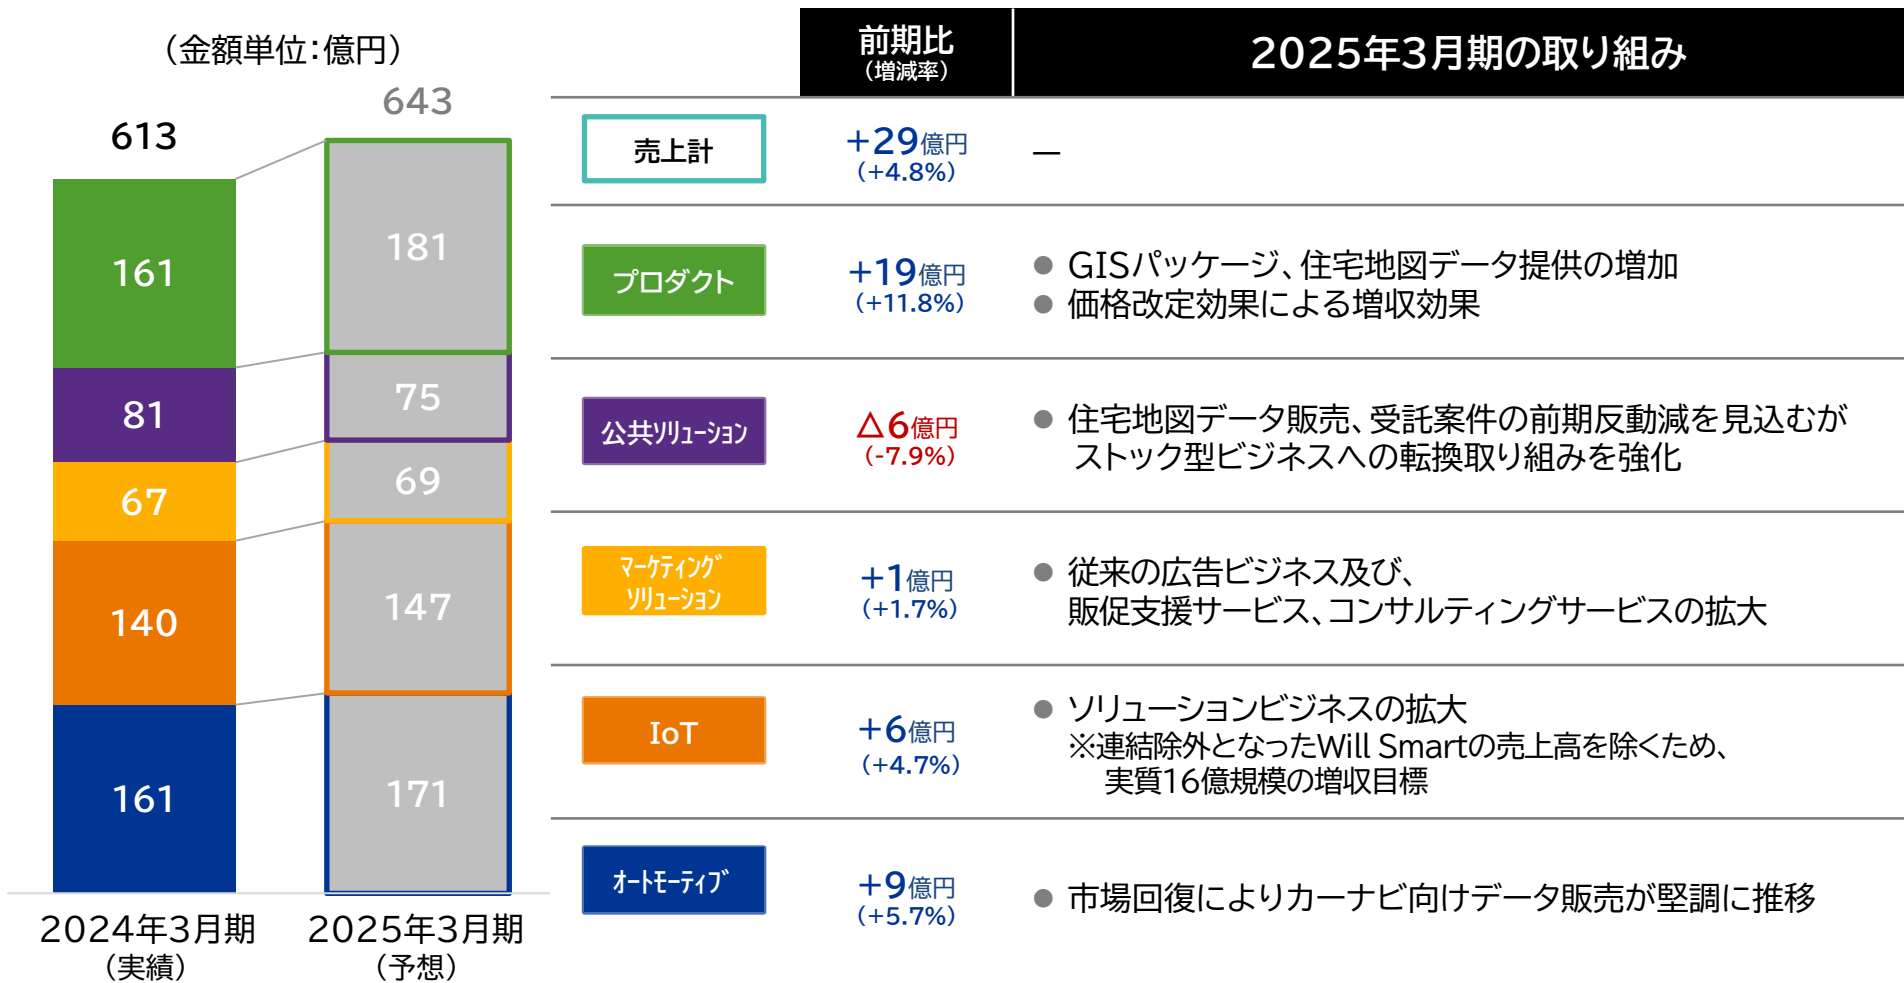 （金額単位：億円）
613
643
161
81
67
140
161
181
75
69
147
171
2024年3月期
（実績）
2025年3月期
（予想）
前期比
（増減率）
2025年3月期の取り組み
売上計
+29億円
（+4.8%）
－
プロダクト
+19億円
（+11.8%）
● GISパッケージ、住宅地図データ提供の増加
● 価格改定効果による増収効果
公共ｿﾘｭｰｼｮﾝ
△6億円
（-7.9%）
● 住宅地図データ販売、受託案件の前期反動減を見込むが
ストック型ビジネスへの転換取り組みを強化
ﾏｰｹﾃｨﾝｸﾞ
ｿﾘｭｰｼｮﾝ
+1億円
（+1.7%）
● 従来の広告ビジネス及び、
販促支援サービス、コンサルティングサービスの拡大
IoT
+6億円
（+4.7%）
● ソリューションビジネスの拡大
※連結除外となったWill Smartの売上高を除くため、
実質16億規模の増収目標
ｵｰﾄﾓｰﾃｨﾌﾞ
+9億円
（+5.7%）
● 市場回復によりカーナビ向けデータ販売が堅調に推移